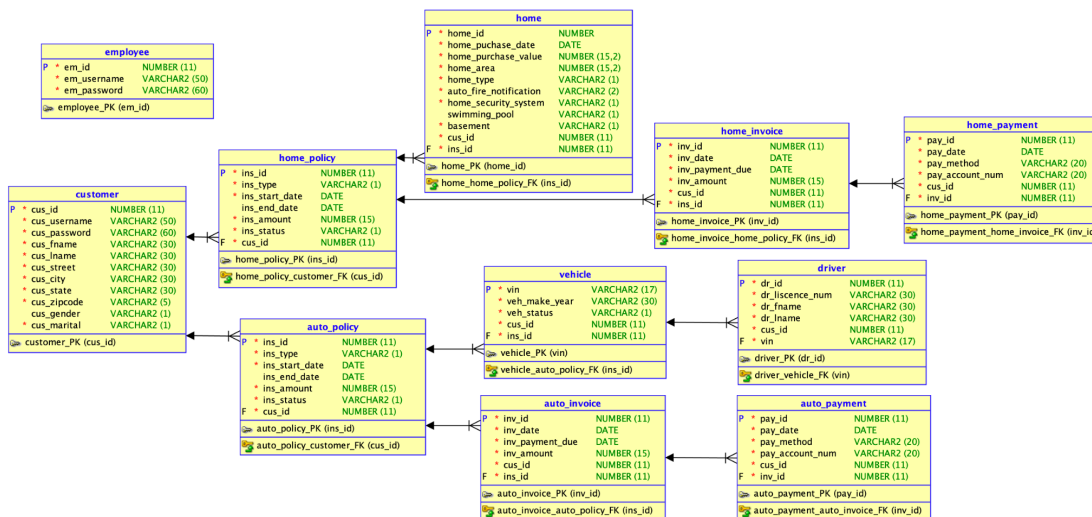 employee
P * em_id NUMBER (11)
* em_username VARCHAR2 (50)
* em_password VARCHAR2 (60)
employee_PK (em_id)
home
P * home_id NUMBER
* home_puchase_date DATE
* home_purchase_value NUMBER (15,2)
* home_area NUMBER (15,2)
* home_type VARCHAR2 (1)
* auto_fire_notification VARCHAR2 (2)
* home_security_system VARCHAR2 (1)
swimming_pool VARCHAR2 (1)
* basement VARCHAR2 (1)
* cus_id NUMBER (11)
F * ins_id NUMBER (11)
home_PK (home_id)
home_home_policy_FK (ins_id)
home_policy
P * ins_id NUMBER (11)
* ins_type VARCHAR2 (1)
* ins_start_date DATE
* ins_end_date DATE
* ins_amount NUMBER (15)
* ins_status VARCHAR2 (1)
F * cus_id NUMBER (11)
home_policy_PK (ins_id)
home_policy_customer_FK (cus_id)
home_invoice
P * inv_id NUMBER (11)
* inv_date DATE
* inv_payment_due DATE
* inv_amount NUMBER (15)
* cus_id NUMBER (11)
F * ins_id NUMBER (11)
home_invoice_PK (inv_id)
home_invoice_home_policy_FK (ins_id)
home_payment
P * pay_id NUMBER (11)
* pay_date DATE
* pay_method VARCHAR2 (20)
* pay_account_num VARCHAR2 (20)
* cus_id NUMBER (11)
F * inv_id NUMBER (11)
home_payment_PK (pay_id)
home_payment_home_invoice_FK (inv_id
customer
P * cus_id NUMBER (11)
* cus_username VARCHAR2 (50)
* cus_password VARCHAR2 (60)
* cus_fname VARCHAR2 (30)
* cus_lname VARCHAR2 (30)
* cus_street VARCHAR2 (30)
* cus_city VARCHAR2 (30)
* cus_state VARCHAR2 (30)
* cus_zipcode VARCHAR2 (5)
cus_gender VARCHAR2 (1)
* cus_marital VARCHAR2 (1)
customer_PK (cus_id)
auto_policy
P * ins_id NUMBER (11)
* ins_type VARCHAR2 (1)
* ins_start_date DATE
ins_end_date DATE
* ins_amount NUMBER (15)
* ins_status VARCHAR2 (1)
F * cus_id NUMBER (11)
auto_policy_PK (ins_id)
auto_policy_customer_FK (cus_id)
vehicle
P * vin VARCHAR2 (17)
* veh_make_year VARCHAR2 (30)
* veh_status VARCHAR2 (1)
* cus_id NUMBER (11)
F * ins_id NUMBER (11)
vehicle_PK (vin)
vehicle_auto_policy_FK (ins_id)
driver
P * dr_id NUMBER (11)
* dr_liscence_num VARCHAR2 (30)
* dr_fname VARCHAR2 (30)
* dr_lname VARCHAR2 (30)
* cus_id NUMBER (11)
F * vin VARCHAR2 (17)
driver_PK (dr_id)
driver_vehicle_FK (vin)
auto_invoice
P * inv_id NUMBER (11)
* inv_date DATE
* inv_payment_due DATE
* inv_amount NUMBER (15)
* cus_id NUMBER (11)
F * ins_id NUMBER (11)
auto_invoice_PK (inv_id)
auto_invoice_auto_policy_FK (ins_id)
auto_payment
P * pay_id NUMBER (11)
* pay_date DATE
* pay_method VARCHAR2 (20)
* pay_account_num VARCHAR2 (20)
* cus_id NUMBER (11)
F * inv_id NUMBER (11)
auto_payment_PK (pay_id)
auto_payment_auto_invoice_FK (inv_id)